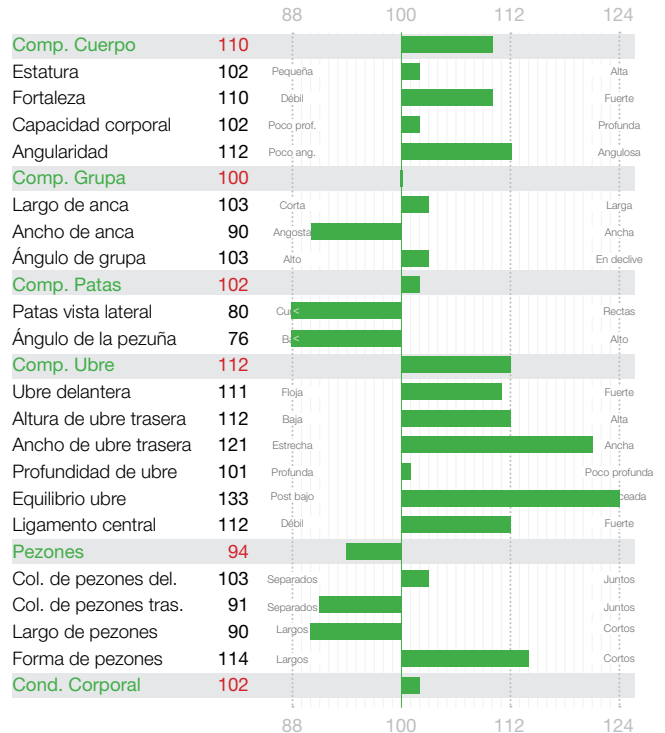 88 100 112 124
Comp. Cuerpo 110
Estatura 102 Pequeña Alta
Fortaleza 110 Débil Fuerte
Capacidad corporal 102 Poco prof. Profunda
Angularidad 112 Poco ang. Angulosa
Comp. Grupa 100
Largo de anca 103 Corta Larga
Ancho de anca 90 Angosta Ancha
Ángulo de grupa 103 Alto En declive
Comp. Patas 102
Patas vista lateral 80 < Rectas
Ángulo de la pezuña 76 < Alto
Comp. Ubre 112
Ubre delantera 111 Floja Fuerte
Altura de ubre trasera 112 Baja Alta
Ancho de ubre trasera 121 Estrecha Ancha
Profundidad de ubre 101 Profunda Poco profunda
Equilibrio ubre 133 Post bajo
Ligamento central 112 Débil Fuerte
Pezones 94
Col. de pezones del. 103 Separados Juntos
Col. de pezones tras. 91 Separados Juntos
Largo de pezones 90 Largos Cortos
Forma de pezones 114 Largos Cortos
Cond. Corporal 102
88 100 112 124